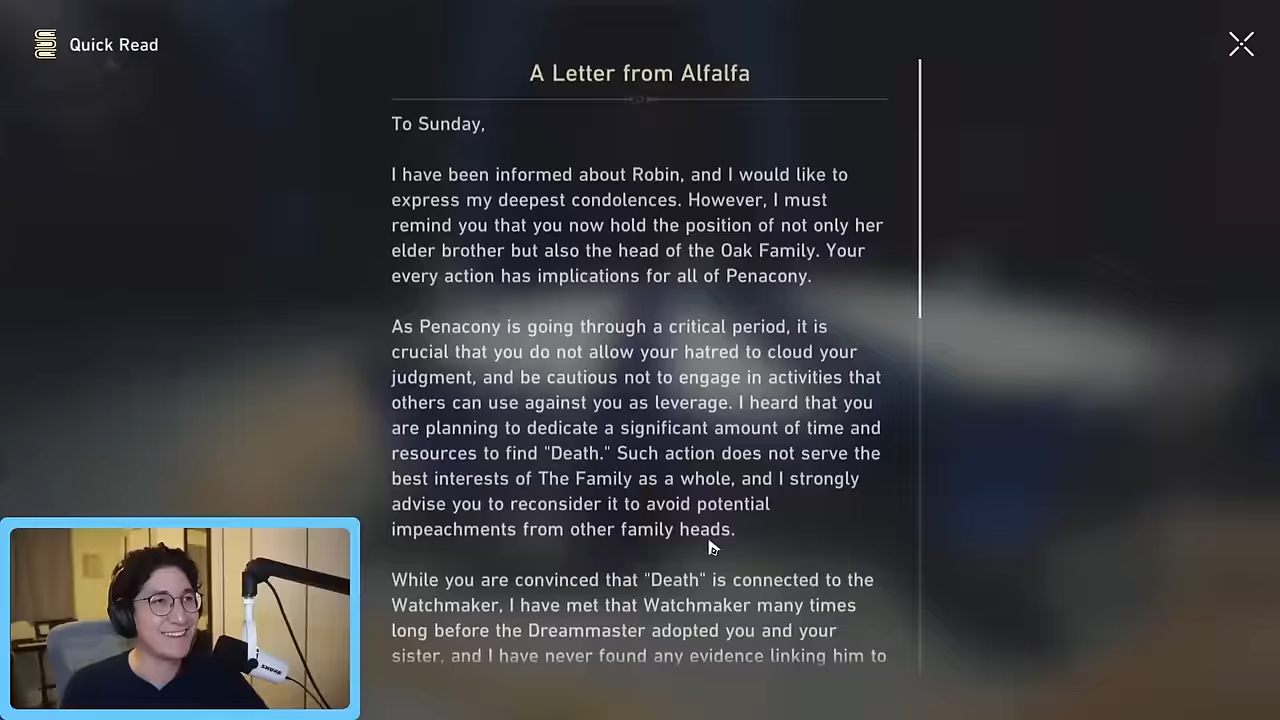 Quick Read
A Letter from Alfalfa
To Sunday,
I have been informed about Robin, and I would like to
express my deepest condolences. However, I must
remind you that you now hold the position of not only her
elder brother but also the head of the Oak Family. Your
every action has implications for all of Penacony.
As Penacony is going through a critical period, it is
crucial that you do not allow your hatred to cloud your
judgment, and be cautious not to engage in activities that
others can use against you as leverage. I heard that you
are planning to dedicate a significant amount of time and
resources to find "Death." Such action does not serve the
best interests of The Family as a whole, and I strongly
advise you to reconsider it to avoid potential
impeachments from other family heads.
While you are convinced that "Death" is connected to the
Watchmaker, I have met that Watchmaker many times
long before the Dreammaster adopted you and your
sister, and I have never found any evidence linking him to
SHURE